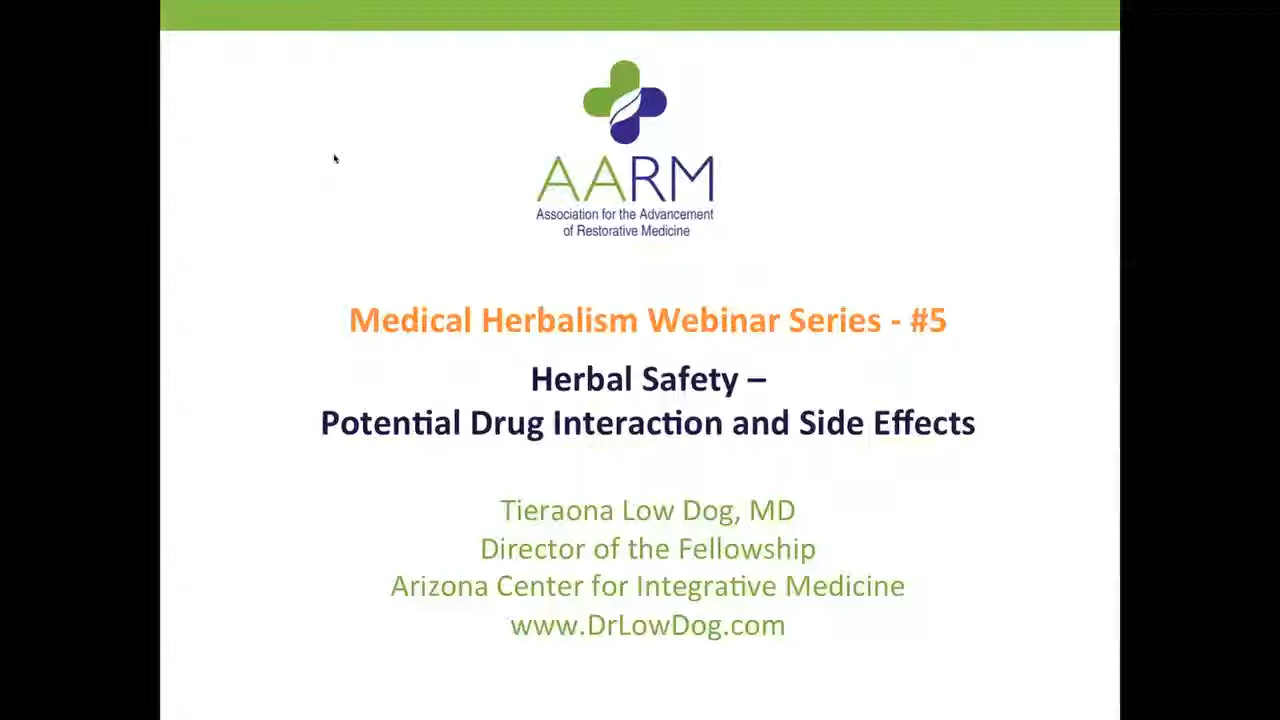 AARM
Association for the Advancement
of Restorative Medicine
Medical Herbalism Webinar Series - #5
Herbal Safety –
Potential Drug Interaction and Side Effects
Tieraona Low Dog, MD
Director of the Fellowship
Arizona Center for Integrative Medicine
www.DrLowDog.com